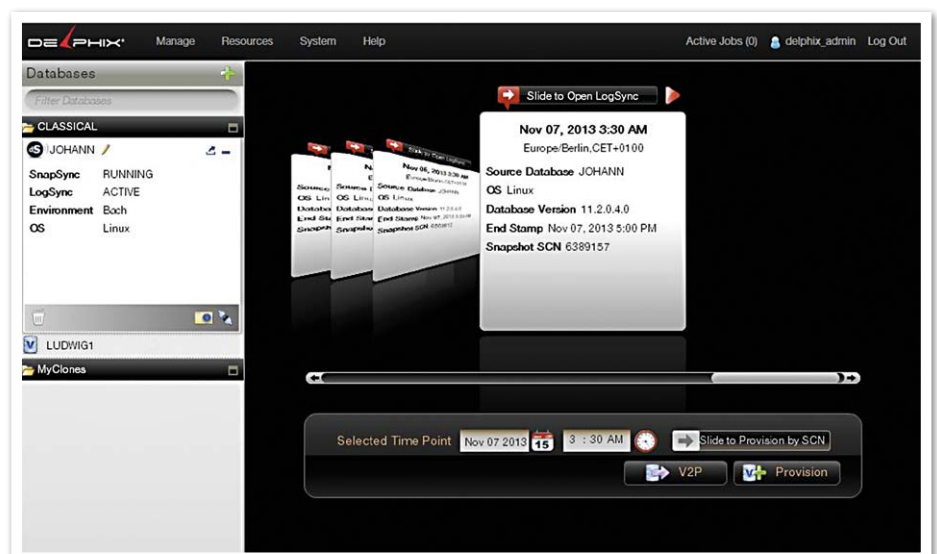 DELPHIX
Manage Resources System Help Active Jobs (0) delphix_admin Log Out
Databases
Filter Databases
CLASSICAL
JOHANN
SnapSync RUNNING
LogSync ACTIVE
Environment Bach
OS Linux
LUDWIG1
MyClones
Slide to Open LogSync
Nov 07, 2013 3:30 AM
Europe/Berlin,CET+0100
Source Database JOHANN
OS Linux
Database Version 11.2.0.4.0
End Stamp Nov 07, 2013 5:00 PM
Snapshot SCN 6389157
Selected Time Point Nov 07 2013 15 3 : 30 AM Slide to Provision by SCN
V2P Provision